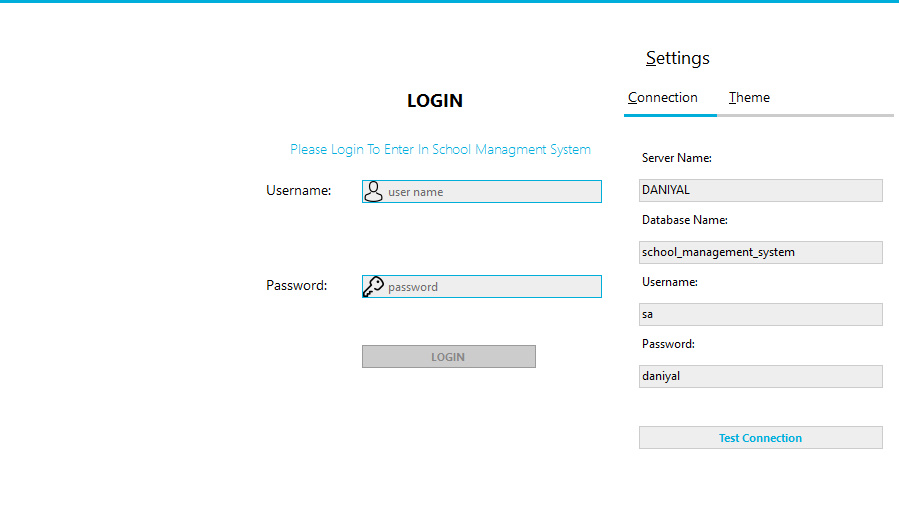 LOGIN
Please Login To Enter In School Managment System
Username:
user name
Password:
password
LOGIN
Settings
Connection
Theme
Server Name:
DANIYAL
Database Name:
school_management_system
Username:
sa
Password:
daniyal
Test Connection